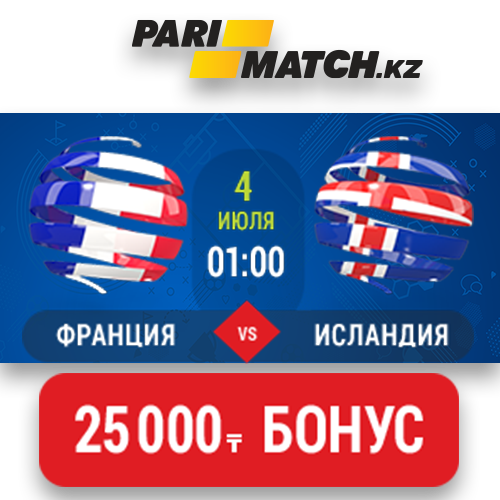 PARI
MATCH.KZ
4
ИЮЛЯ
01:00
ФРАНЦИЯ VS ИСЛАНДИЯ
25 000 ₸ БОНУС